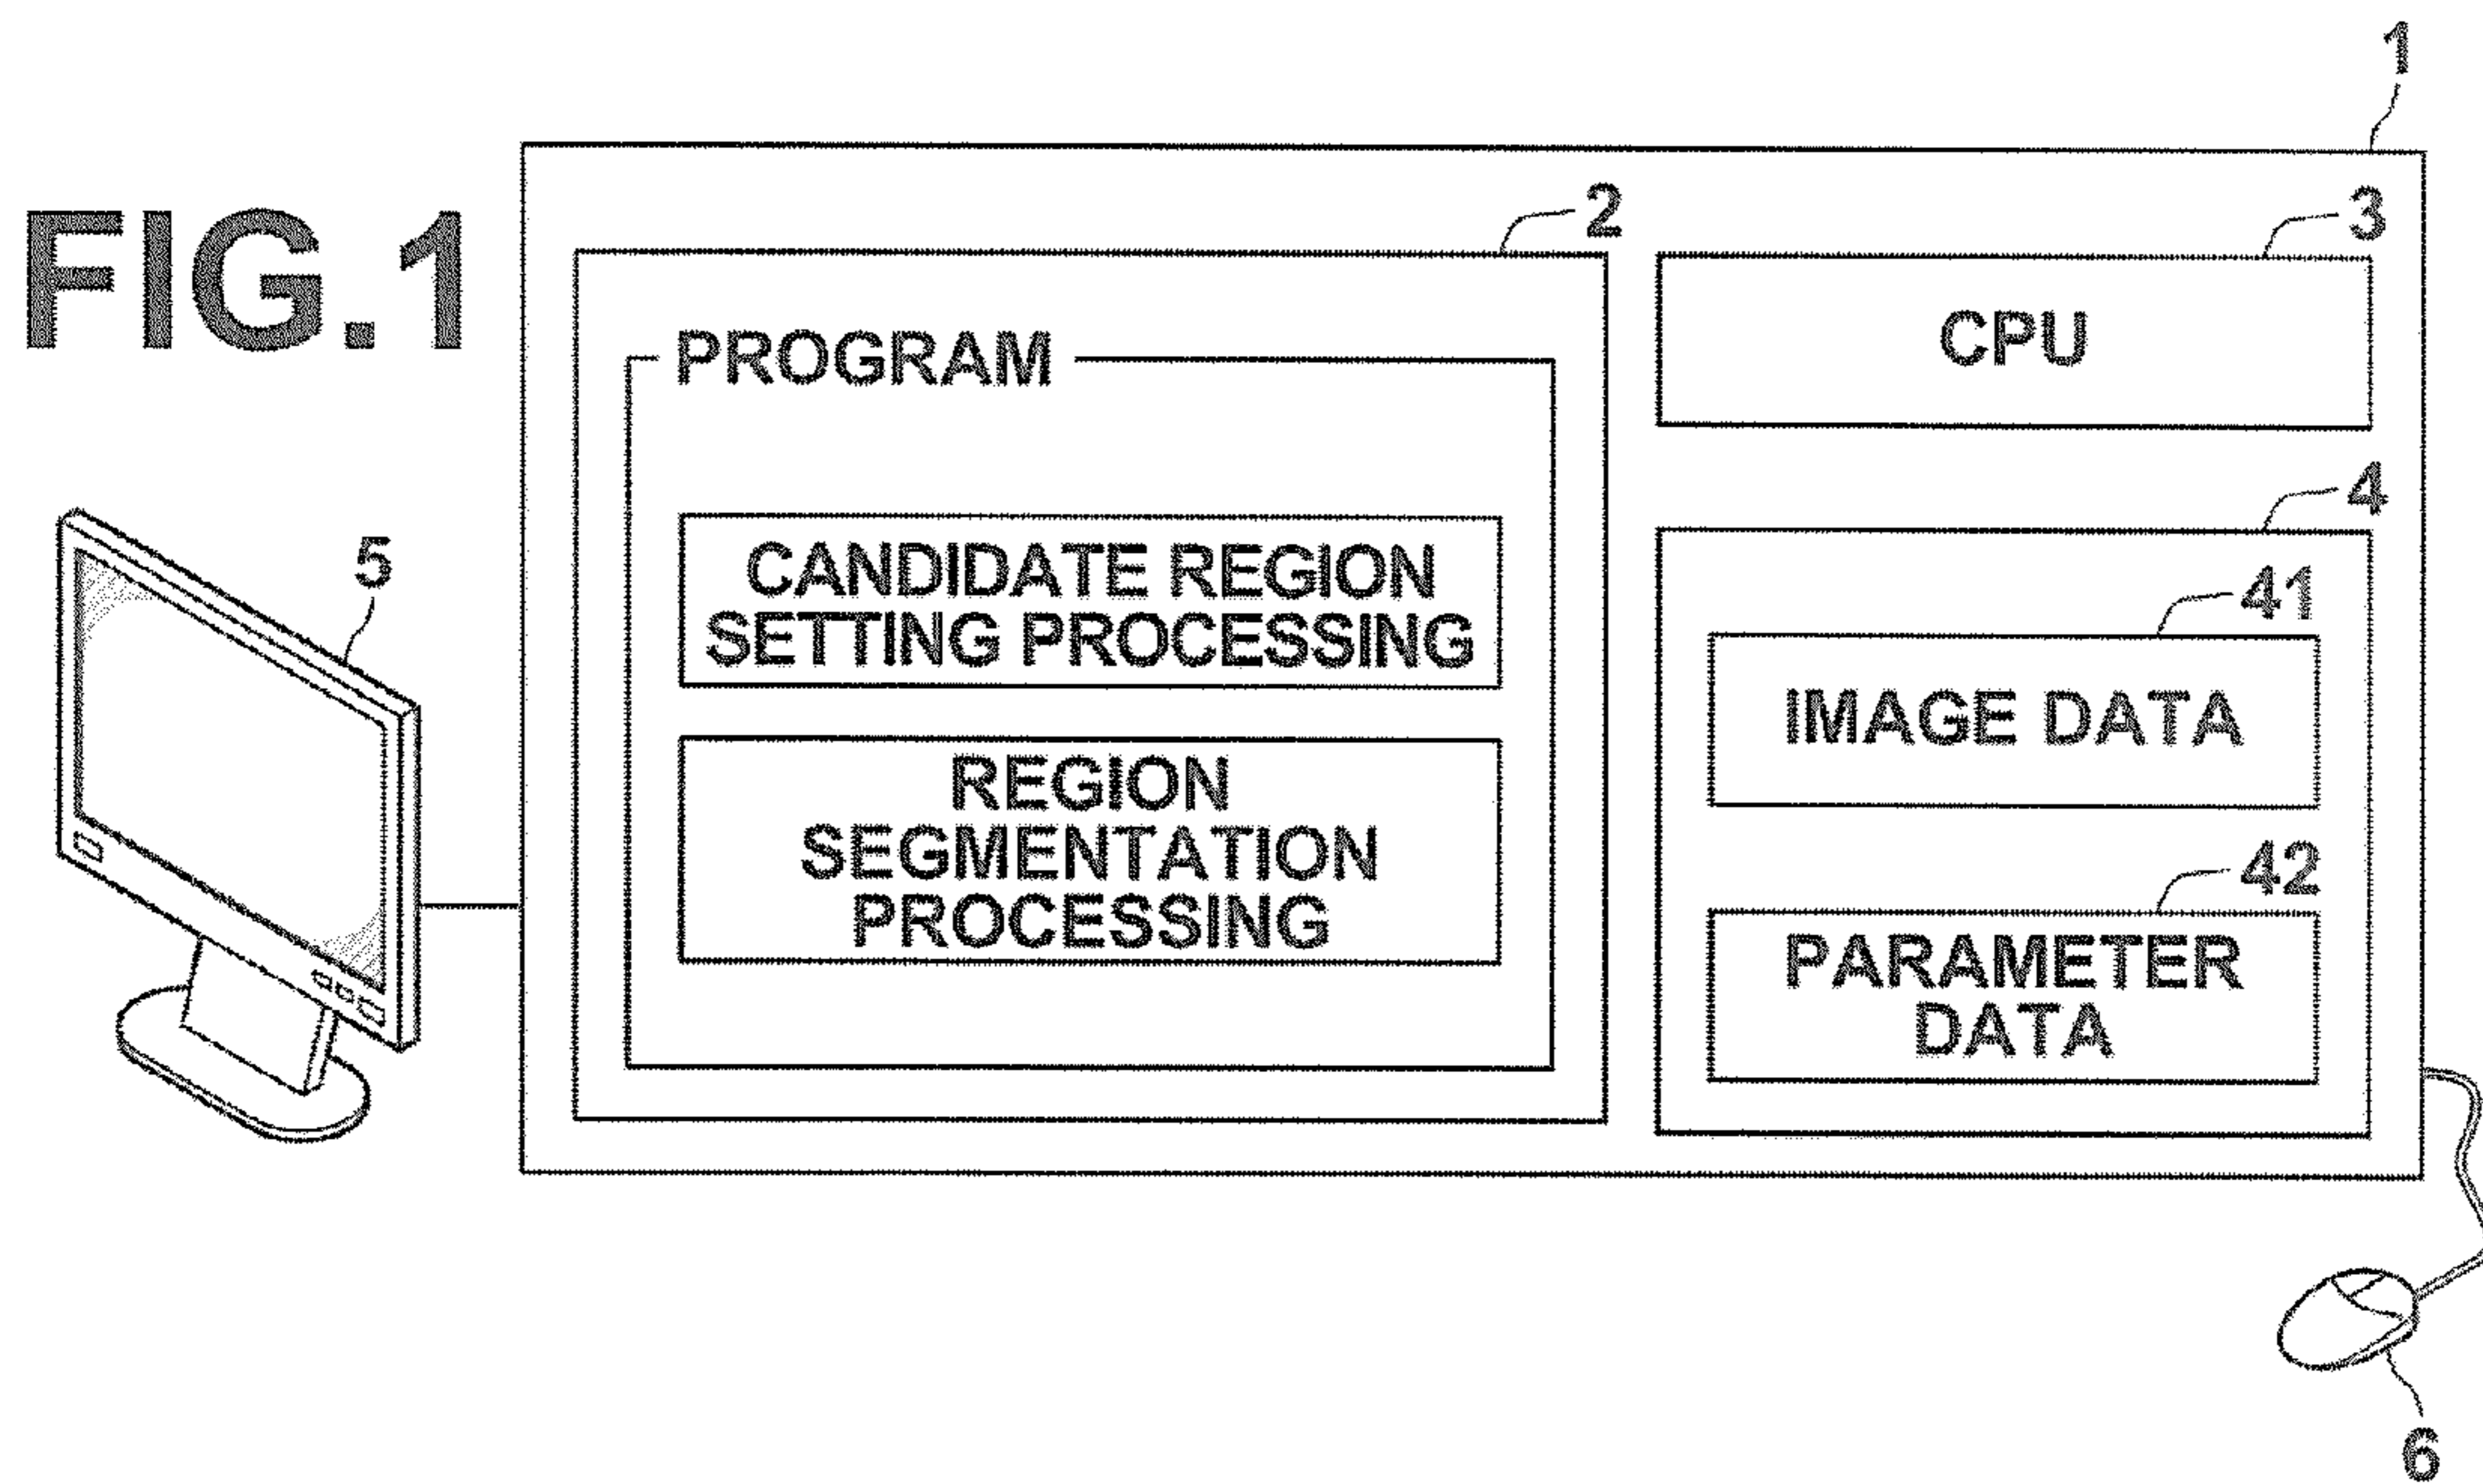 FIG.1
1
2
3
PROGRAM
CPU
4
5
CANDIDATE REGION
SETTING PROCESSING
41
IMAGE DATA
REGION
SEGMENTATION
PROCESSING
42
PARAMETER
DATA
6